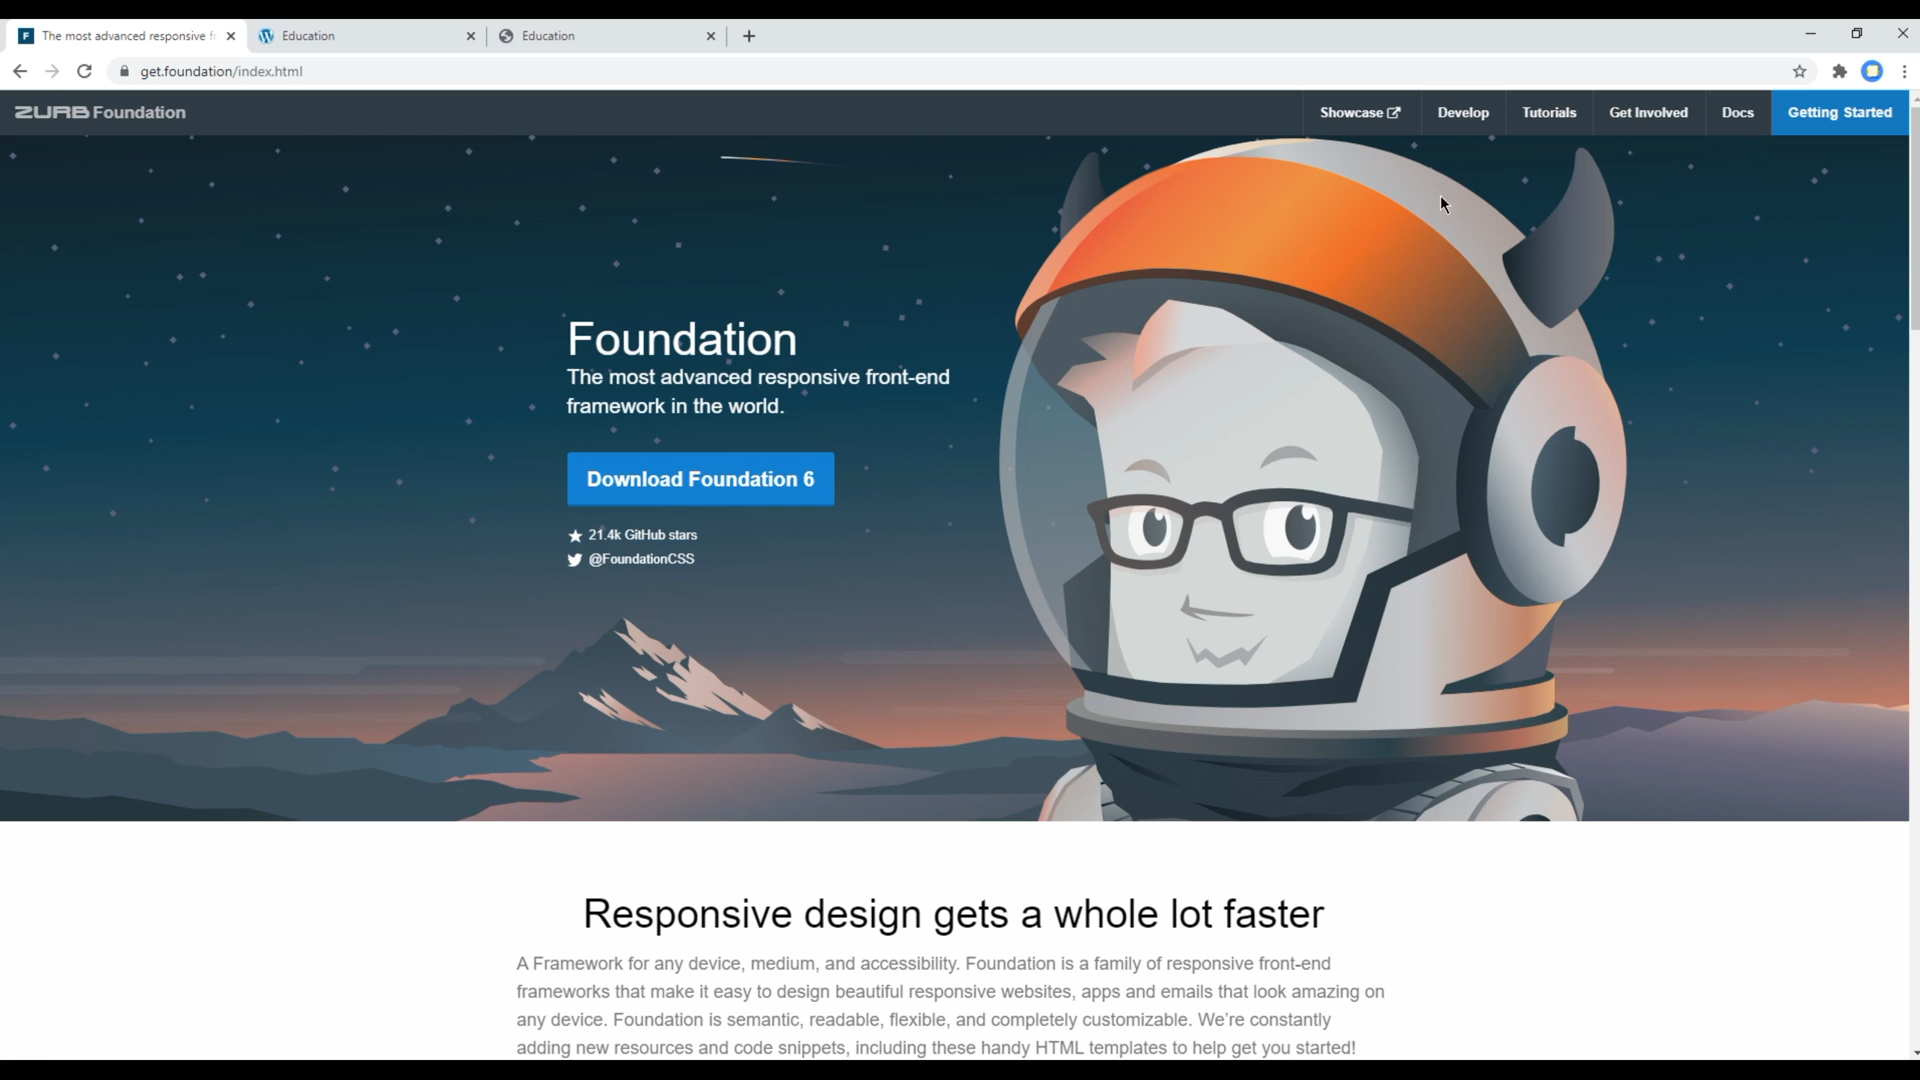 The most advanced responsive f
Education
Education
get.foundation/index.html
ZURB Foundation
Showcase
Develop
Tutorials
Get Involved
Docs
Getting Started
Foundation
The most advanced responsive front-end
framework in the world.
Download Foundation 6
21.4k GitHub stars
@FoundationCSS
Responsive design gets a whole lot faster
A Framework for any device, medium, and accessibility. Foundation is a family of responsive front-end
frameworks that make it easy to design beautiful responsive websites, apps and emails that look amazing on
any device. Foundation is semantic, readable, flexible, and completely customizable. We're constantly
adding new resources and code snippets, including these handy HTML templates to help get you started!